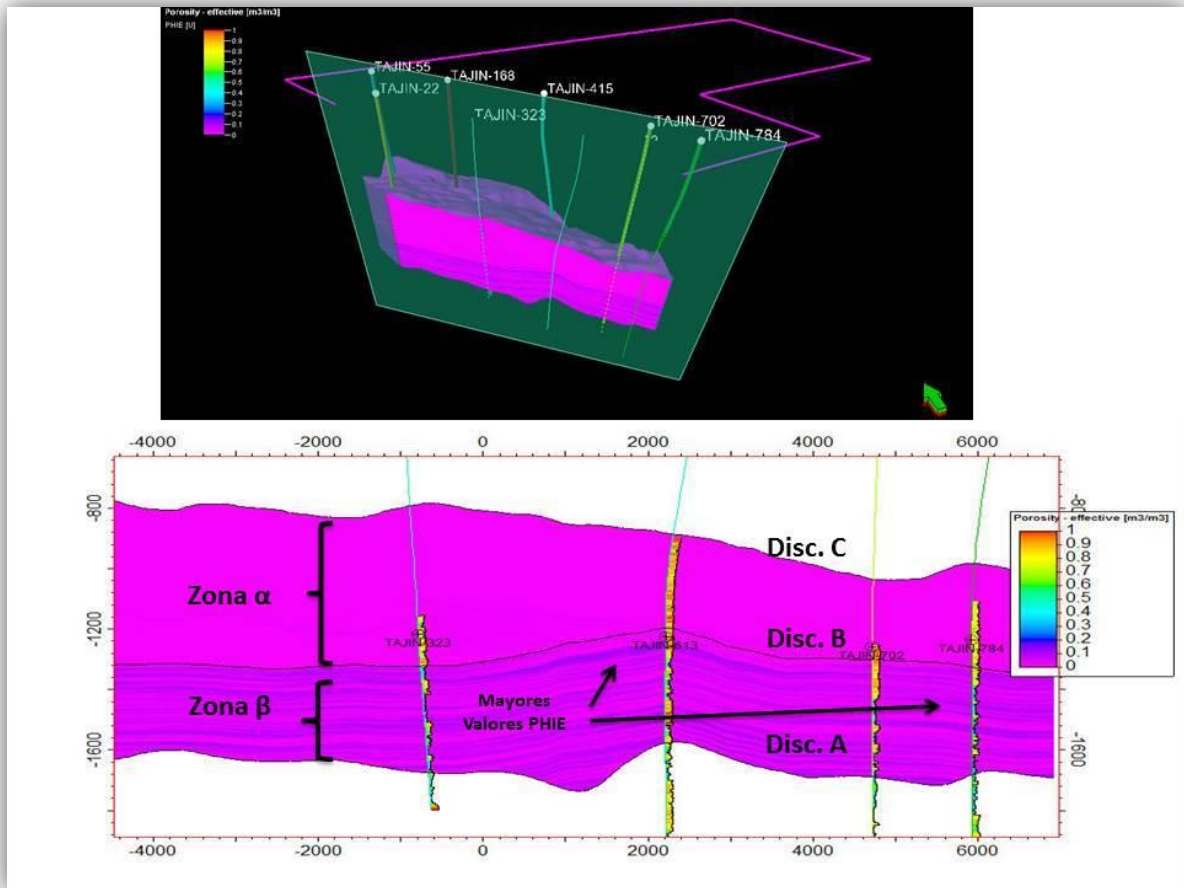 Porosity - effective [m3/m3]
PHIE [U]
1
0.9
0.8
0.7
0.6
0.5
0.4
0.3
0.2
0.1
0
TAJIN-55
TAJIN-168
TAJIN-22
TAJIN-415
TAJIN-323
TAJIN-702
TAJIN-784
-4000 -2000 0 2000 4000 6000
-800
Porosity - effective [m3/m3]
1
0.9
0.8
0.7
0.6
0.5
0.4
0.3
0.2
0.1
0
Disc. C
Zona α
-1200
Disc. B
TAJIN-323
TAJIN-702
TAJIN-784
Zona β
Mayores
Valores PHIE
Disc. A
-1600
-1600
-4000 -2000 0 2000 4000 6000